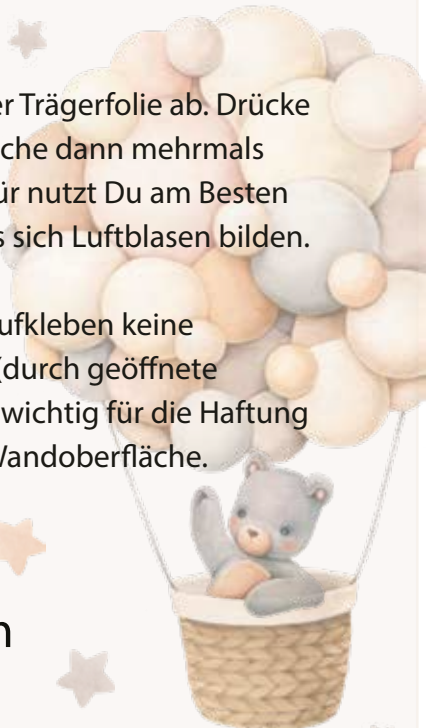 er Trägerfolie ab. Drücke
che dann mehrmals
ür nutzt Du am Besten
s sich Luftblasen bilden.
ufkleben keine
(durch geöffnete
wichtig für die Haftung
Wandoberfläche.
n